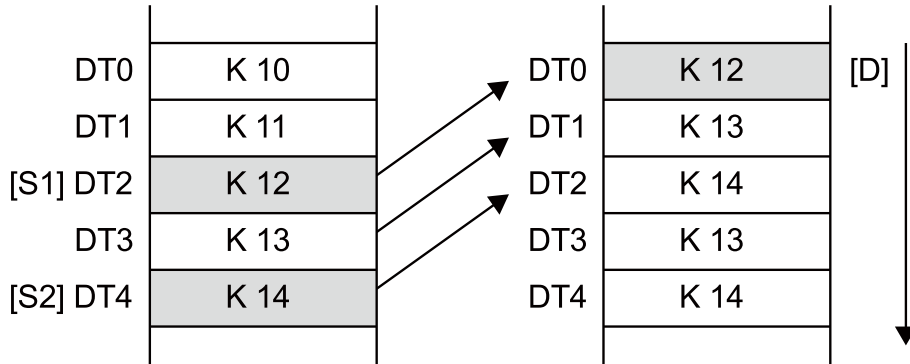 DT0 K 10 DT0 K 12 [D]
DT1 K 11 DT1 K 13
[S1] DT2 K 12 DT2 K 14
DT3 K 13 DT3 K 13
[S2] DT4 K 14 DT4 K 14